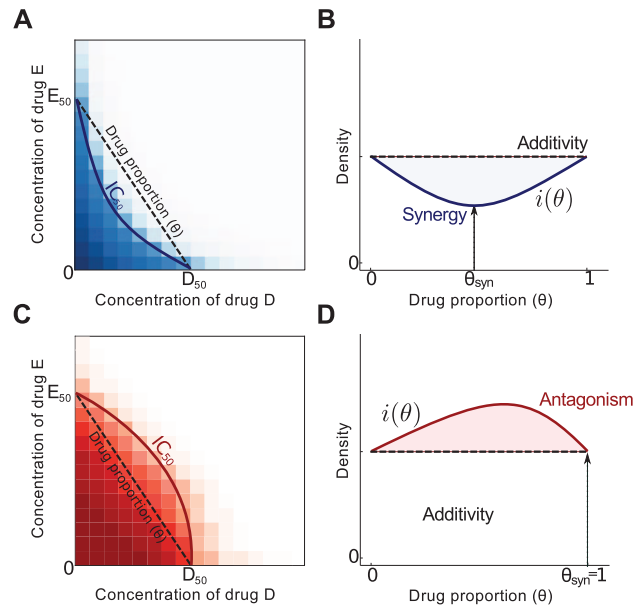 A
Concentration of drug E
E50
Drug proportion (θ)
IC50
0
D50
Concentration of drug D
B
Density
Additivity
Synergy
i(θ)
0
0
θsyn
1
Drug proportion (θ)
C
Concentration of drug E
E50
IC50
Drug proportion (θ)
0
D50
Concentration of drug D
D
Density
i(θ)
Antagonism
Additivity
0
0
θsyn=1
Drug proportion (θ)